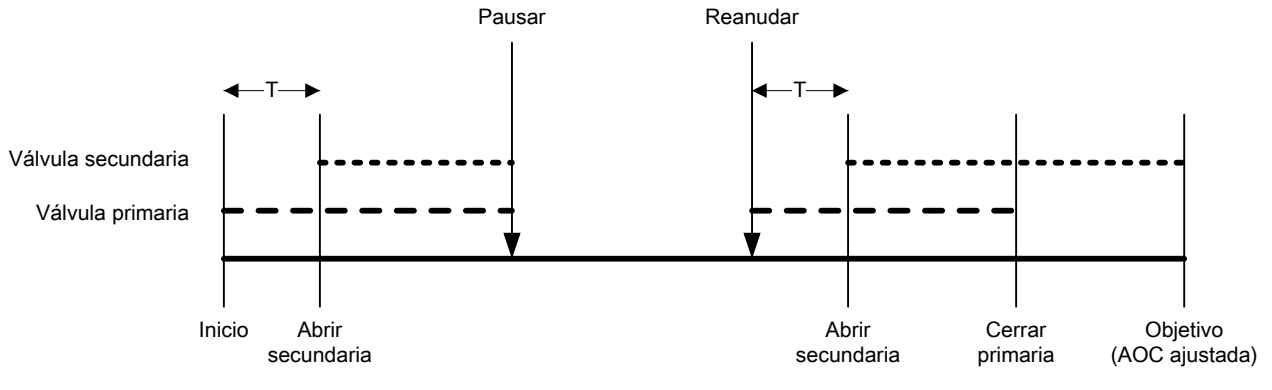 Pausar
Reanudar
T
T
Válvula secundaria
Válvula primaria
Inicio
Abrir
secundaria
Abrir
secundaria
Cerrar
primaria
Objetivo
(AOC ajustada)